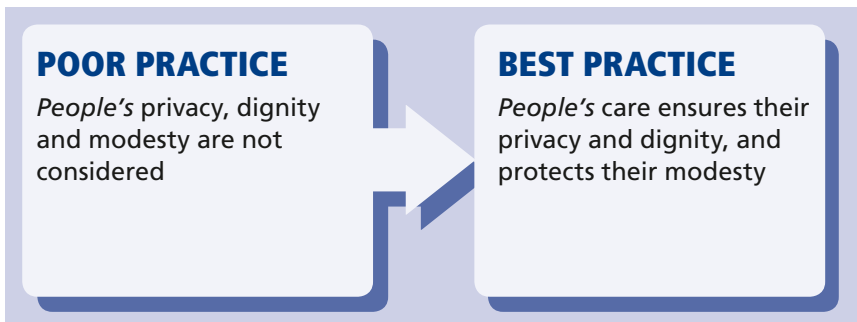 POOR PRACTICE
People's privacy, dignity
and modesty are not
considered
BEST PRACTICE
People's care ensures their
privacy and dignity, and
protects their modesty